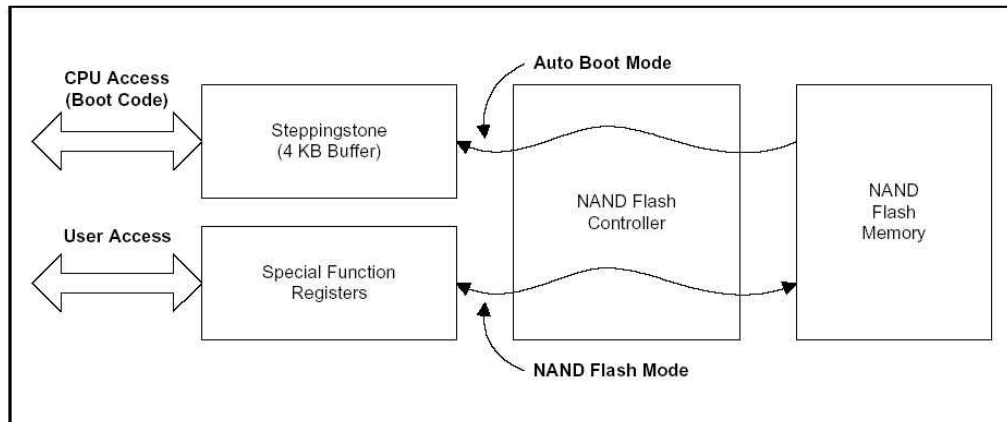 Auto Boot Mode
CPU Access
(Boot Code)
Steppingstone
(4 KB Buffer)
NAND Flash
Controller
NAND
Flash
Memory
User Access
Special Function
Registers
NAND Flash Mode